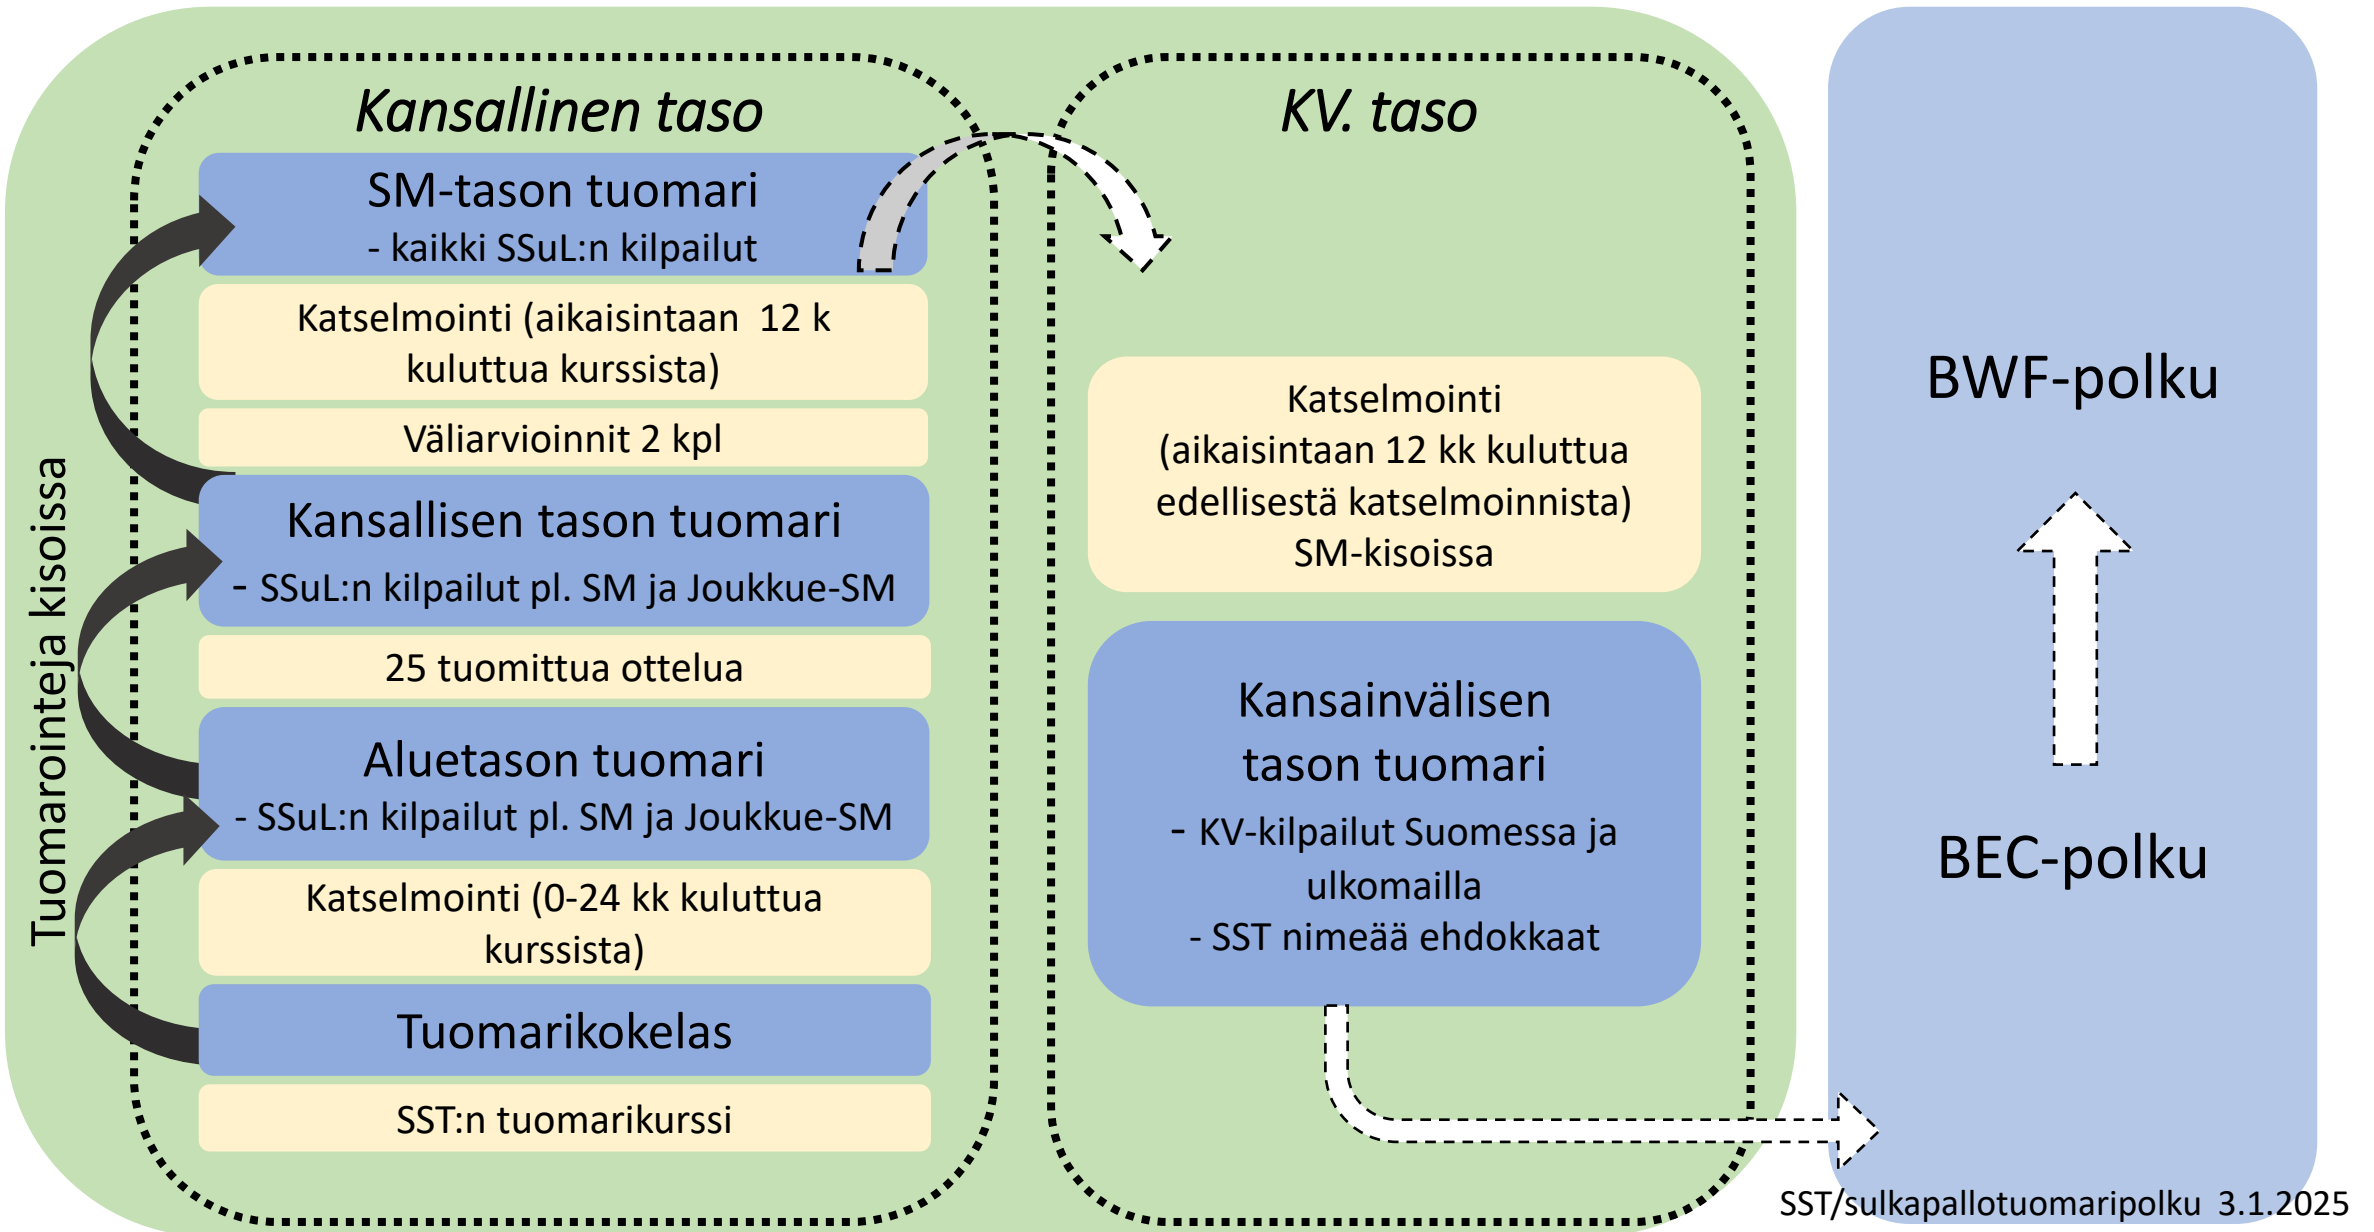 Kansallinen taso
SM-tason tuomari
- kaikki SSuL:n kilpailut
Katselmointi (aikaisintaan 12 k
kuluttua kurssista)
Väliarvioinnit 2 kpl
Kansallisen tason tuomari
- SSuL:n kilpailut pl. SM ja Joukkue-SM
25 tuomittua ottelua
Aluetason tuomari
- SSuL:n kilpailut pl. SM ja Joukkue-SM
Katselmointi (0-24 kk kuluttua
kurssista)
Tuomarikokelas
SST:n tuomarikurssi
Tuomarointeja kisoissa
KV. taso
Katselmointi
(aikaisintaan 12 kk kuluttua
edellisestä katselmoinnista)
SM-kisoissa
Kansainvälisen
tason tuomari
- KV-kilpailut Suomessa ja
ulkomailla
- SST nimeää ehdokkaat
BWF-polku
BEC-polku
SST/sulkapallotuomaripolku 3.1.2025